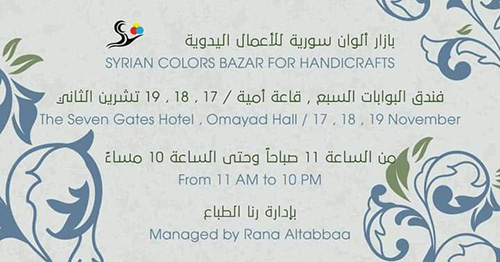 بازار ألوان سورية للأعمال اليدوية
SYRIAN COLORS BAZAR FOR HANDICRAFTS
فندق البوابات السبع , قاعة أمية / 17 , 18 , 19 تشرين الثاني
The Seven Gates Hotel , Omayad Hall / 17 , 18 , 19 November
من الساعة 11 صباحاً وحتى الساعة 10 مساءً
From 11 AM to 10 PM
بإدارة رنا الطباع
Managed by Rana Altabbaa